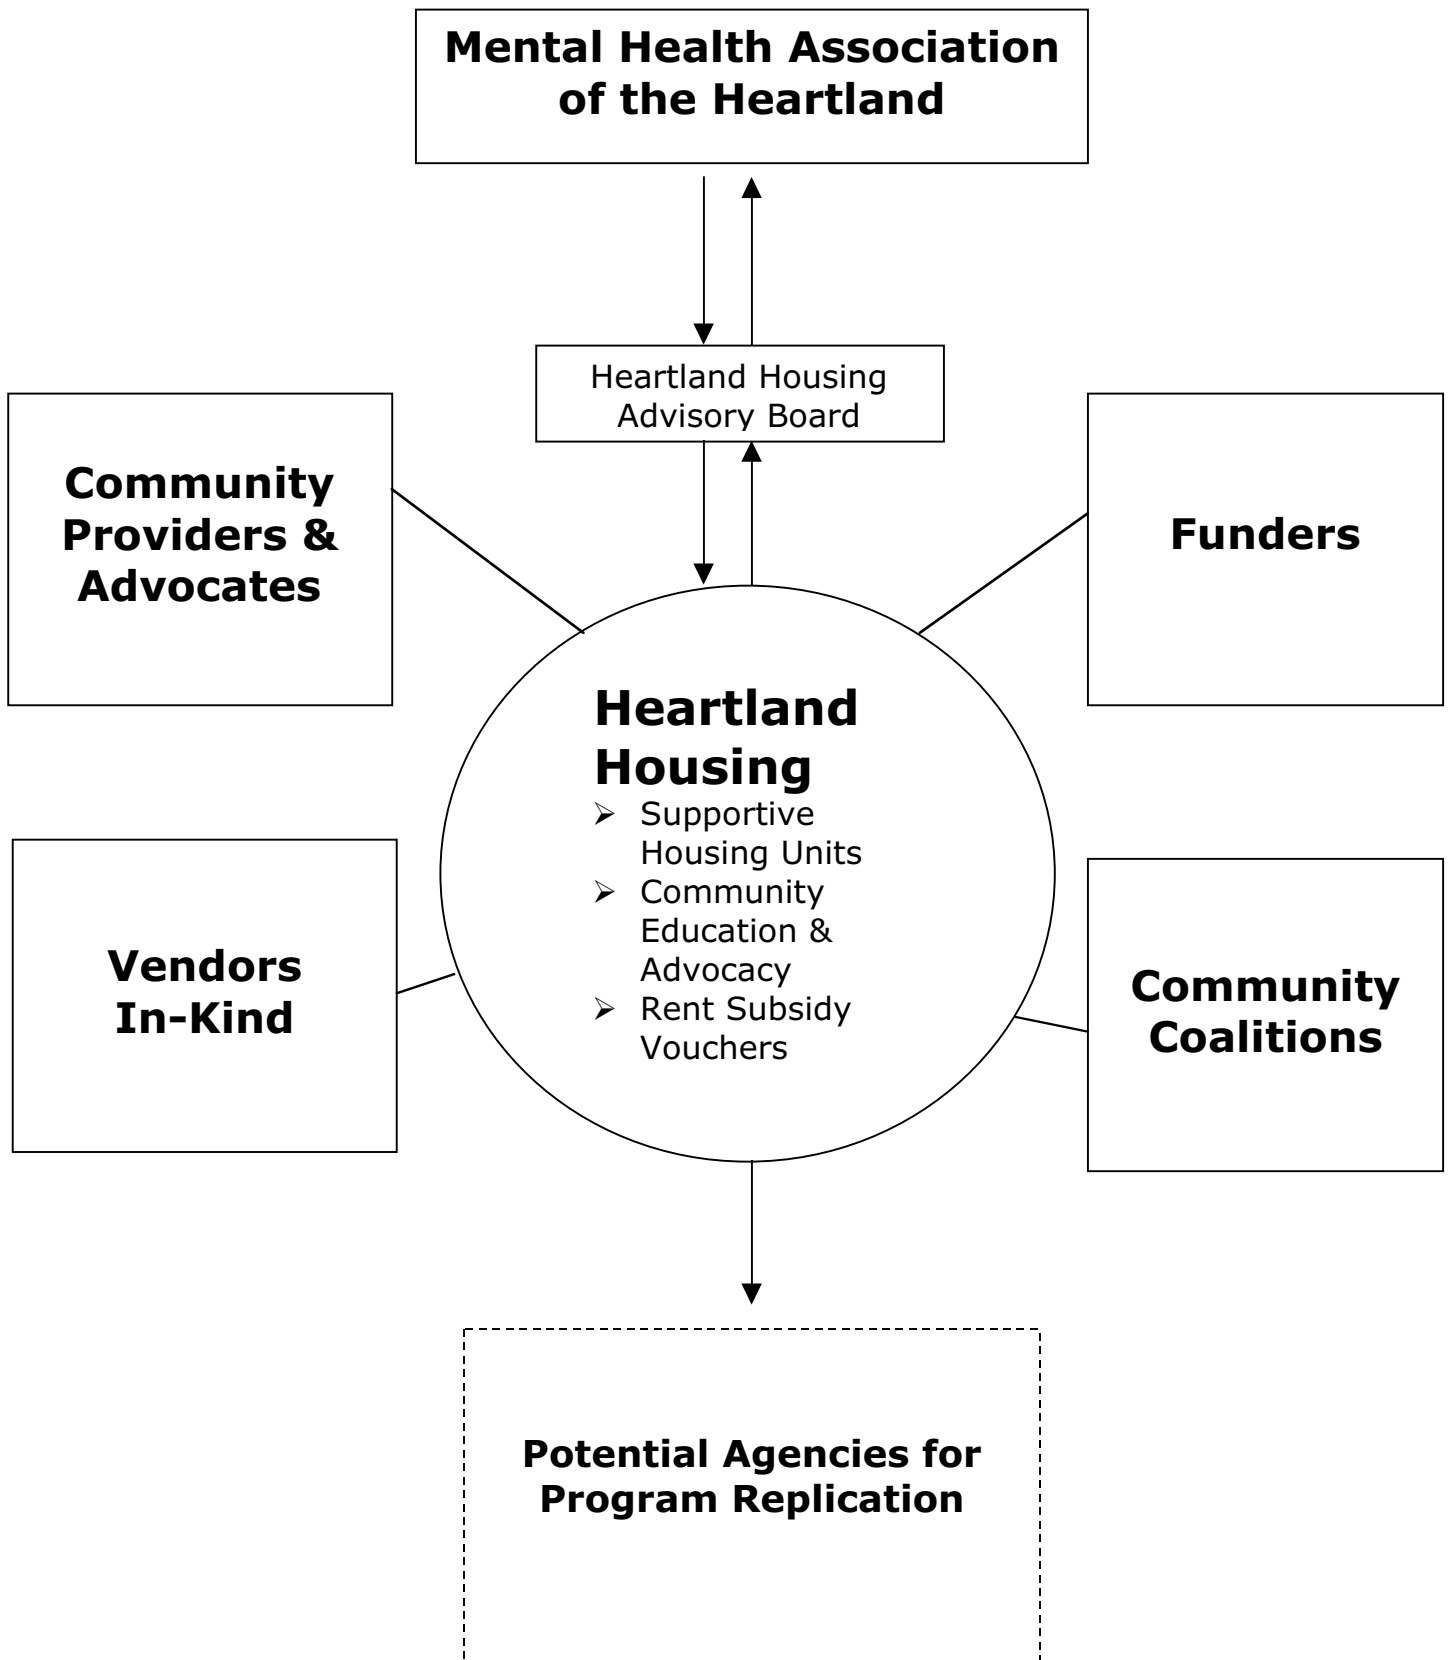 Mental Health Association
of the Heartland
Heartland Housing
Advisory Board
Community
Providers &
Advocates
Funders
Heartland
Housing
➢ Supportive
Housing Units
➢ Community
Education &
Advocacy
➢ Rent Subsidy
Vouchers
Vendors
In-Kind
Community
Coalitions
Potential Agencies for
Program Replication